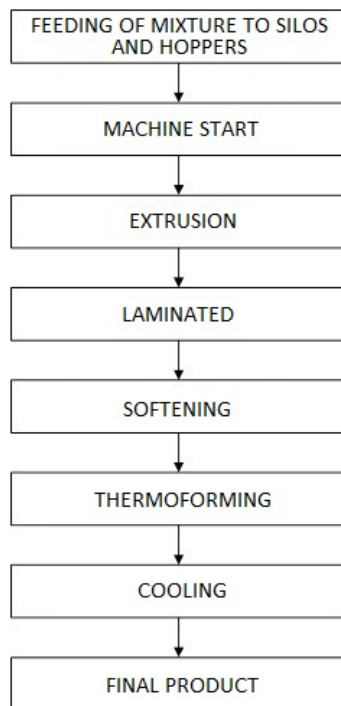 FEEDING OF MIXTURE TO SILOS
AND HOPPERS
MACHINE START
EXTRUSION
LAMINATED
SOFTENING
THERMOFORMING
COOLING
FINAL PRODUCT